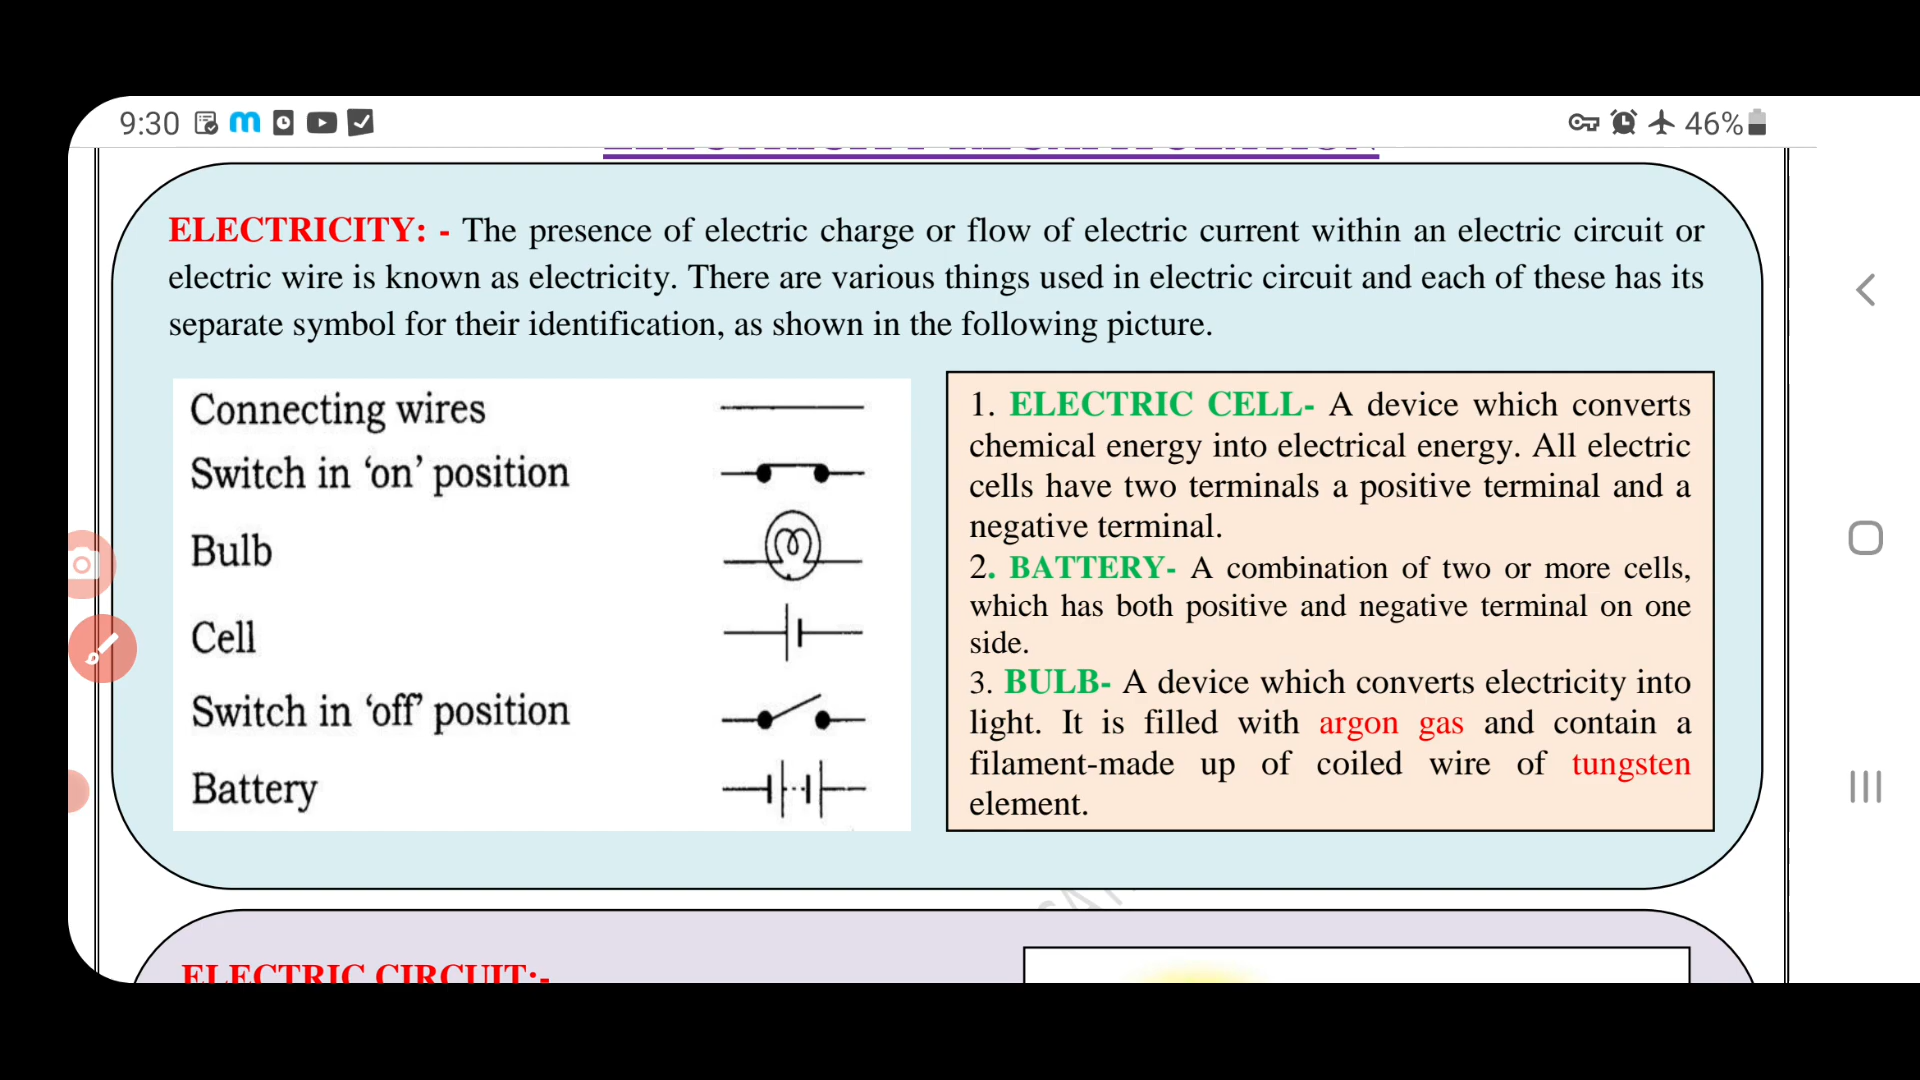 9:30
46%
ELECTRICITY: - The presence of electric charge or flow of electric current within an electric circuit or
electric wire is known as electricity. There are various things used in electric circuit and each of these has its
separate symbol for their identification, as shown in the following picture.
Connecting wires
Switch in ‘on’ position
Bulb
Cell
Switch in ‘off’ position
Battery
1. ELECTRIC CELL- A device which converts
chemical energy into electrical energy. All electric
cells have two terminals a positive terminal and a
negative terminal.
2. BATTERY- A combination of two or more cells,
which has both positive and negative terminal on one
side.
3. BULB- A device which converts electricity into
light. It is filled with argon gas and contain a
filament-made up of coiled wire of tungsten
element.
ELECTRIC CIRCUIT:-